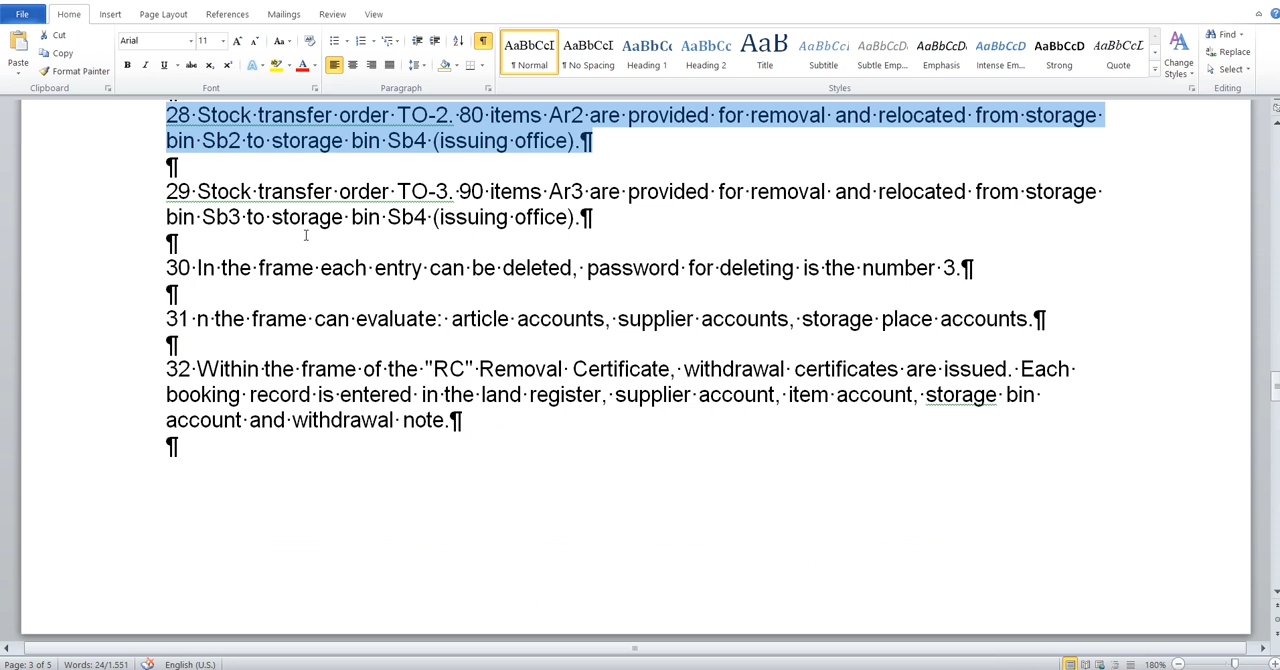 File Home Insert Page Layout References Mailings Review View
Paste Cut Copy Format Painter Clipboard
Arial 11 Font
Paragraph
AaBbCcI AaBbCcI AaBbCc AaBbCc AaB AaBbCcI AaBbCcD AaBbCcD AaBbCcD AaBbCcD AaBbCcL
¶ Normal ¶ No Spacing Heading 1 Heading 2 Title Subtitle Subtle Emp... Emphasis Intense Em... Strong Quote
Styles
Change Styles
Find Replace Select Editing
28 Stock transfer order TO-2. 80 items Ar2 are provided for removal and relocated from storage
bin Sb2 to storage bin Sb4 (issuing office).¶
¶
29 Stock transfer order TO-3. 90 items Ar3 are provided for removal and relocated from storage
bin Sb3 to storage bin Sb4 (issuing office).¶
¶
30 In the frame each entry can be deleted, password for deleting is the number 3.¶
¶
31 n the frame can evaluate: article accounts, supplier accounts, storage place accounts.¶
¶
32 Within the frame of the "RC" Removal Certificate, withdrawal certificates are issued. Each
booking record is entered in the land register, supplier account, item account, storage bin
account and withdrawal note.¶
¶
Page: 3 of 5 Words: 24/1.551 English (U.S.) 180%